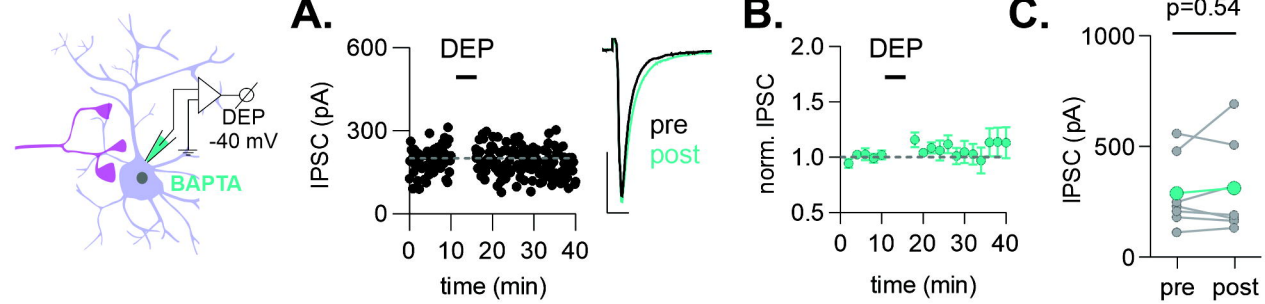 DEP
-40 mV
BAPTA
A.
DEP
IPSC (pA)
600
300
0
0
10
20
30
40
time (min)
pre
post
B.
DEP
norm. IPSC
2.0
1.5
1.0
0.5
0
10
20
30
40
time (min)
C.
p=0.54
IPSC (pA)
1000
500
0
pre
post